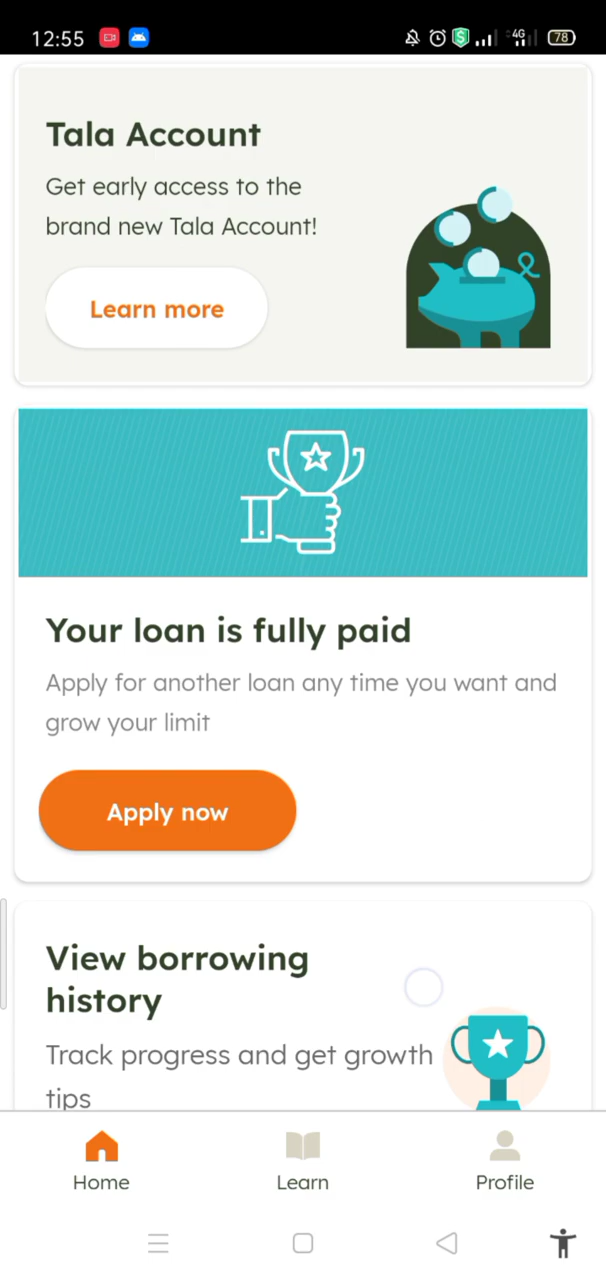 12:55
4G
78
Tala Account
Get early access to the
brand new Tala Account!
Learn more
Your loan is fully paid
Apply for another loan any time you want and
grow your limit
Apply now
View borrowing
history
Track progress and get growth
tips
Home
Learn
Profile